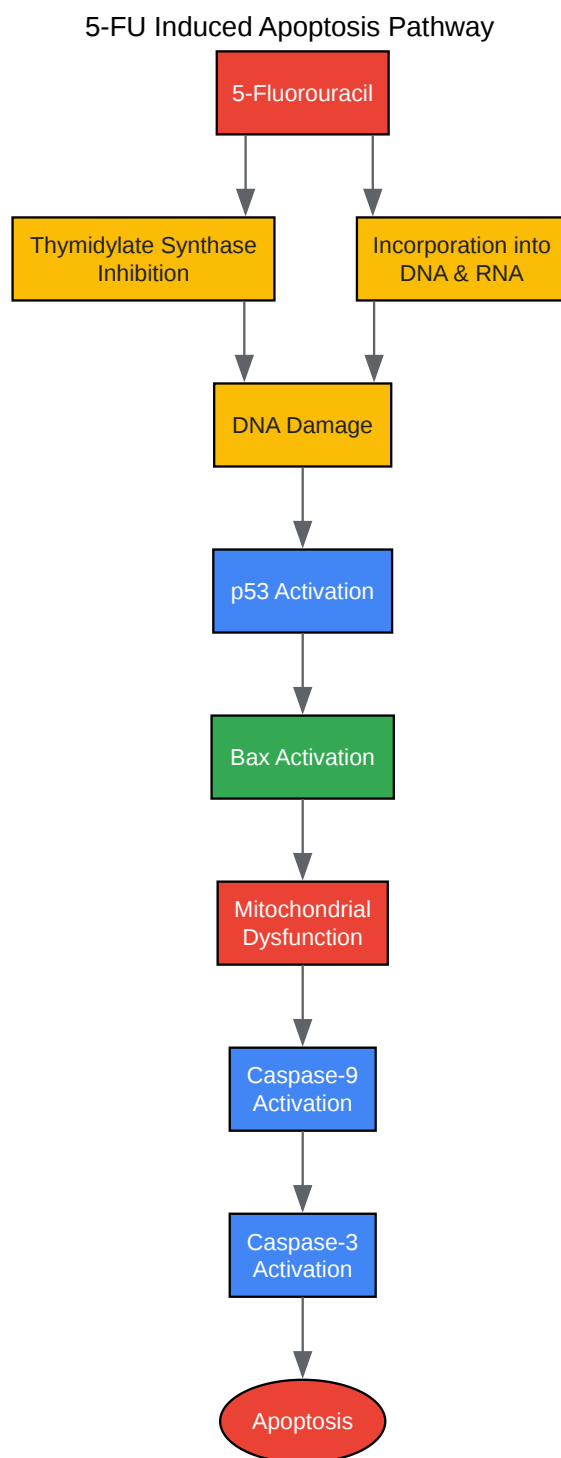 5-FU Induced Apoptosis Pathway
5-Fluorouracil
Thymidylate Synthase
Inhibition
Incorporation into
DNA & RNA
DNA Damage
p53 Activation
Bax Activation
Mitochondrial
Dysfunction
Caspase-9
Activation
Caspase-3
Activation
Apoptosis